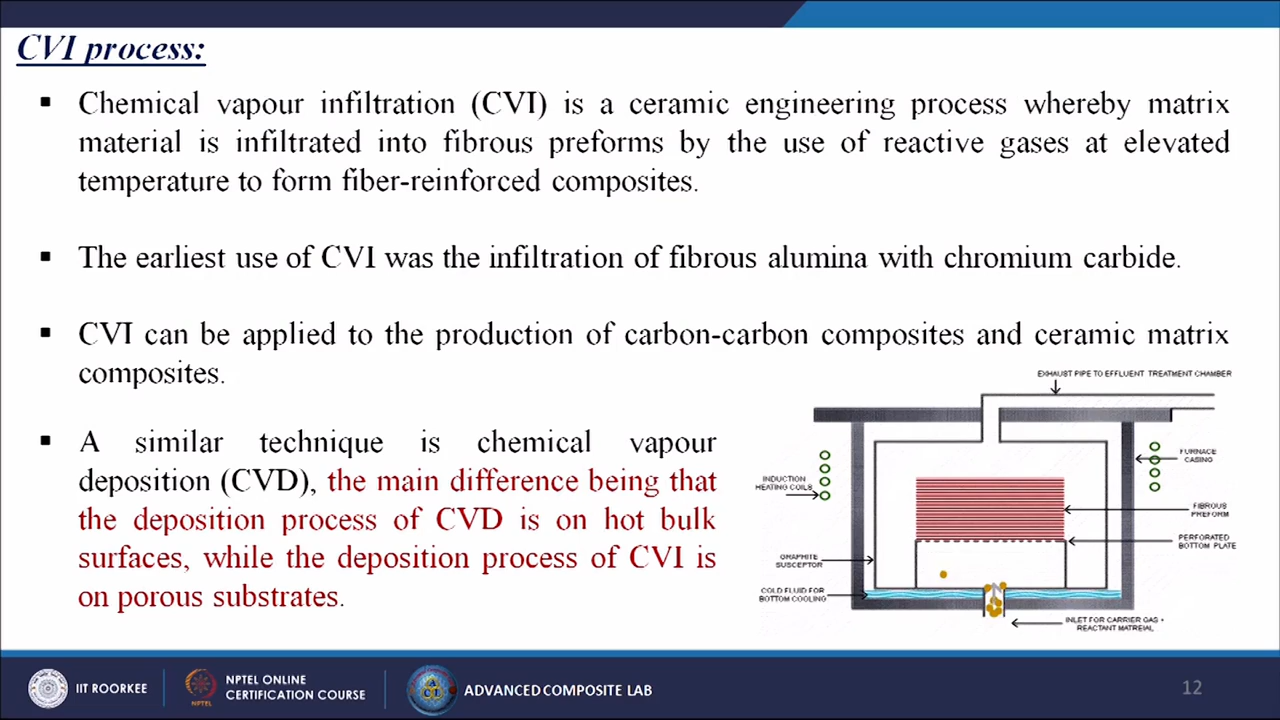 CVI process:
▪ Chemical vapour infiltration (CVI) is a ceramic engineering process whereby matrix
material is infiltrated into fibrous preforms by the use of reactive gases at elevated
temperature to form fiber-reinforced composites.
▪ The earliest use of CVI was the infiltration of fibrous alumina with chromium carbide.
▪ CVI can be applied to the production of carbon-carbon composites and ceramic matrix
composites.
▪ A similar technique is chemical vapour
deposition (CVD), the main difference being that
the deposition process of CVD is on hot bulk
surfaces, while the deposition process of CVI is
on porous substrates.
EXHAUST PIPE TO EFFLUENT TREATMENT CHAMBER
INDUCTION
HEATING COILS
FURNACE
CASING
FIBROUS
PREFORM
PERFORATED
BOTTOM PLATE
GRAPHITE
SUSCEPTOR
COLD FLUID FOR
BOTTOM COOLING
INLET FOR CARRIER GAS +
REACTANT MATREIAL
IIT ROORKEE
NPTEL
NPTEL ONLINE
CERTIFICATION COURSE
ACL
ADVANCED COMPOSITE LAB
12